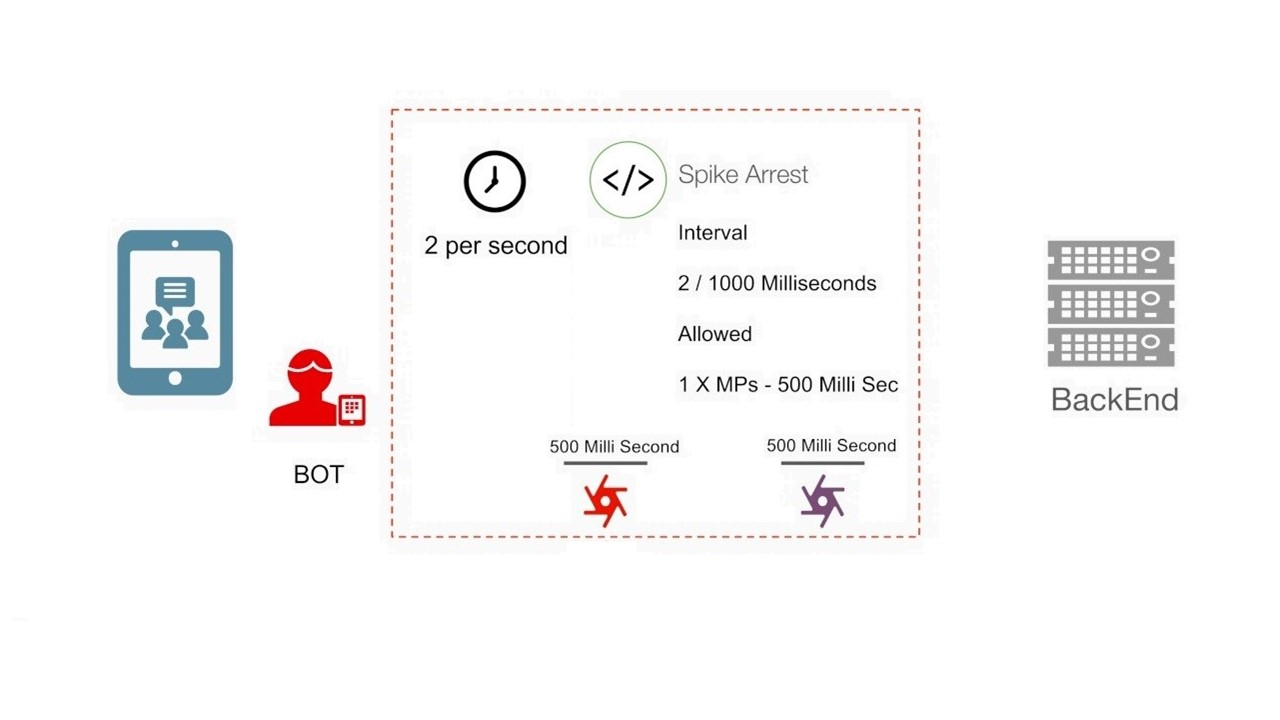 Spike Arrest
2 per second
Interval
2 / 1000 Milliseconds
Allowed
1 X MPs - 500 Milli Sec
500 Milli Second
500 Milli Second
BOT
BackEnd